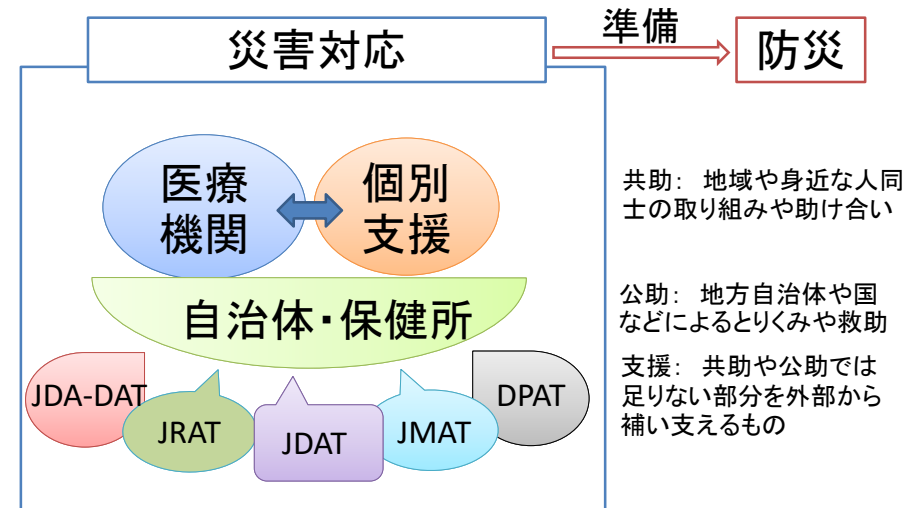 災害対応
準備
防災
医療
機関
個別
支援
自治体・保健所
JDA-DAT
JRAT
JDAT
JMAT
DPAT
共助： 地域や身近な人同
士の取り組みや助け合い
公助： 地方自治体や国
などによるとりくみや救助
支援： 共助や公助では
足りない部分を外部から
補い支えるもの